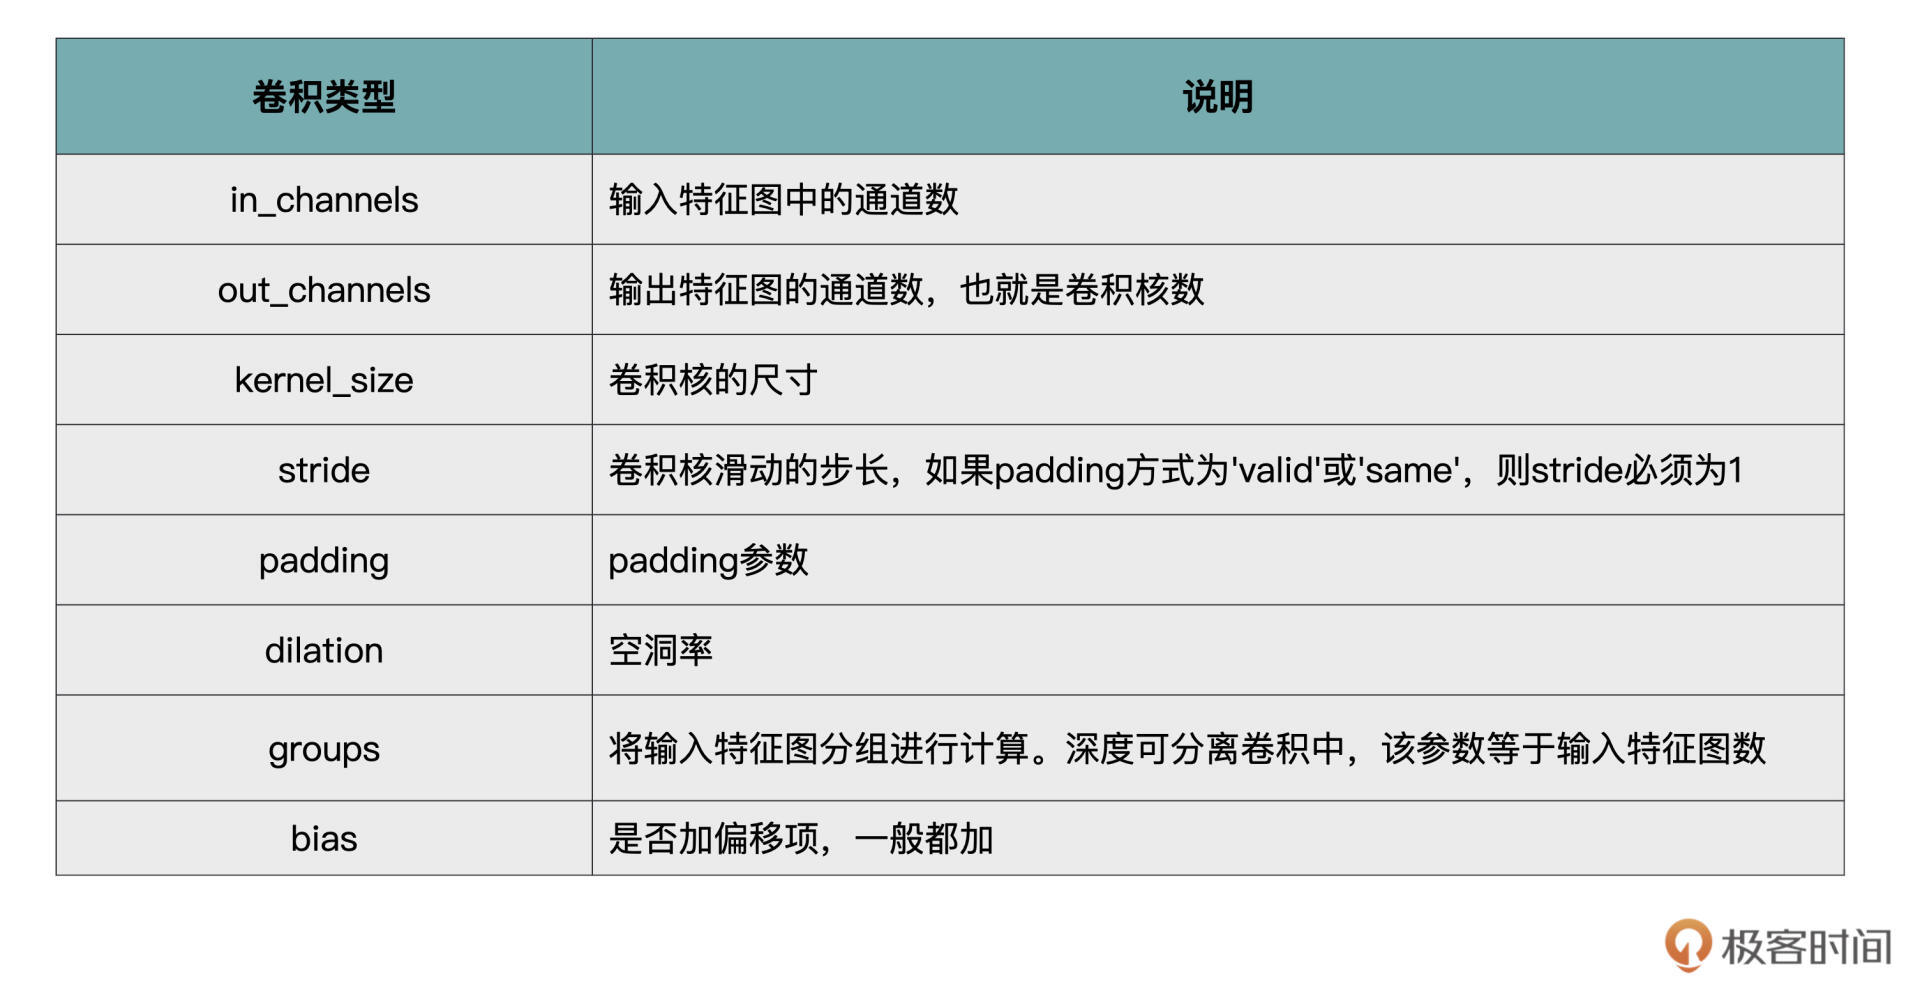 卷积类型 说明
in_channels 输入特征图中的通道数
out_channels 输出特征图的通道数，也就是卷积核数
kernel_size 卷积核的尺寸
stride 卷积核滑动的步长，如果padding方式为'valid'或'same'，则stride必须为1
padding padding参数
dilation 空洞率
groups 将输入特征图分组进行计算。深度可分离卷积中，该参数等于输入特征图数
bias 是否加偏移项，一般都加
极客时间